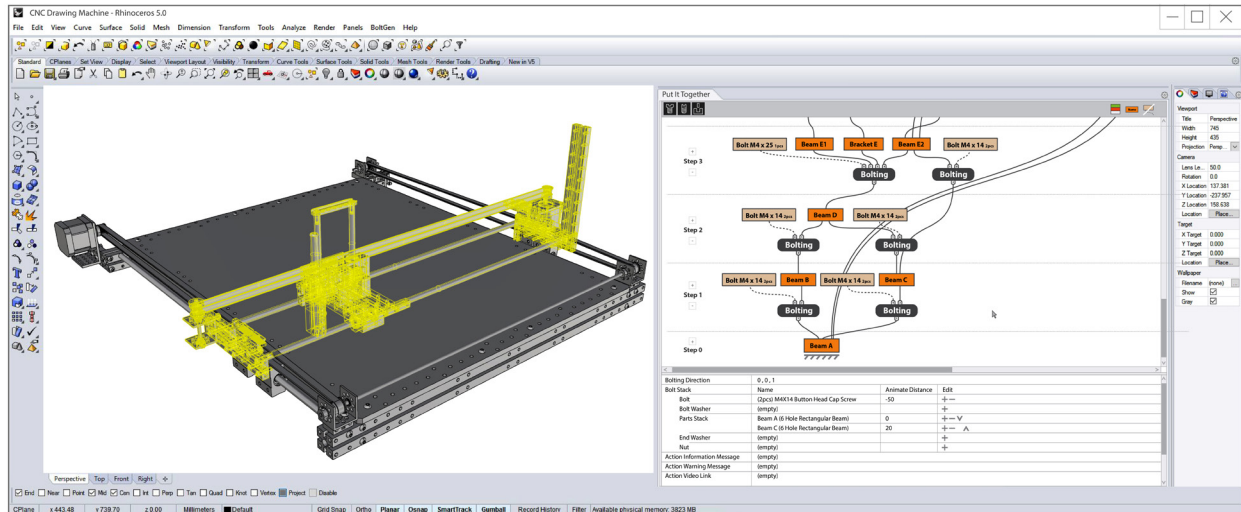 CNC Drawing Machine - Rhinoceros 5.0
File Edit View Curve Surface Solid Mesh Dimension Transform Tools Analyze Render Panels BoltGen Help
Standard CPlanes Set View Display Select Viewport Layout Visibility Transform Curve Tools Surface Tools Solid Tools Mesh Tools Render Tools Drafting New in V5
Put It Together
Step 3
Bolt M4 x 25 1pcs
Beam E1
Bracket E
Beam E2
Bolt M4 x 14 2pcs
Bolting
Bolting
Step 2
Bolt M4 x 14 2pcs
Beam D
Bolt M4 x 14 2pcs
Bolting
Bolting
Step 1
Bolt M4 x 14 2pcs
Beam B
Bolt M4 x 14 2pcs
Beam C
Bolting
Bolting
Step 0
Beam A
Bolting Direction 0,0,1
Bolt Stack Name Animate Distance Edit
Bolt (2pcs) M4X14 Button Head Cap Screw -50
Bolt Washer (empty)
Parts Stack Beam A (6 Hole Rectangular Beam) 0
Beam C (6 Hole Rectangular Beam) 20
End Washer (empty)
Nut (empty)
Action Information Message (empty)
Action Warning Message (empty)
Action Video Link (empty)
Viewport
Title Perspective
Width 745
Height 435
Projection Persp...
Camera
Lens Le... 50.0
Rotation 0.0
X Location 137.381
Y Location -237.957
Z Location 158.638
Location Place...
Target
X Target 0.000
Y Target 0.000
Z Target 0.000
Location Place...
Wallpaper
Filename (none) ...
Show
Gray
Perspective Top Front Right
End Near Point Mid Cen Int Perp Tan Quad Knot Vertex Project Disable
CPlane x 443.48 y 739.70 z 0.00 Millimeters Default Grid Snap Ortho Planar Osnap SmartTrack Gumball Record History Filter Available physical memory: 3823 MB